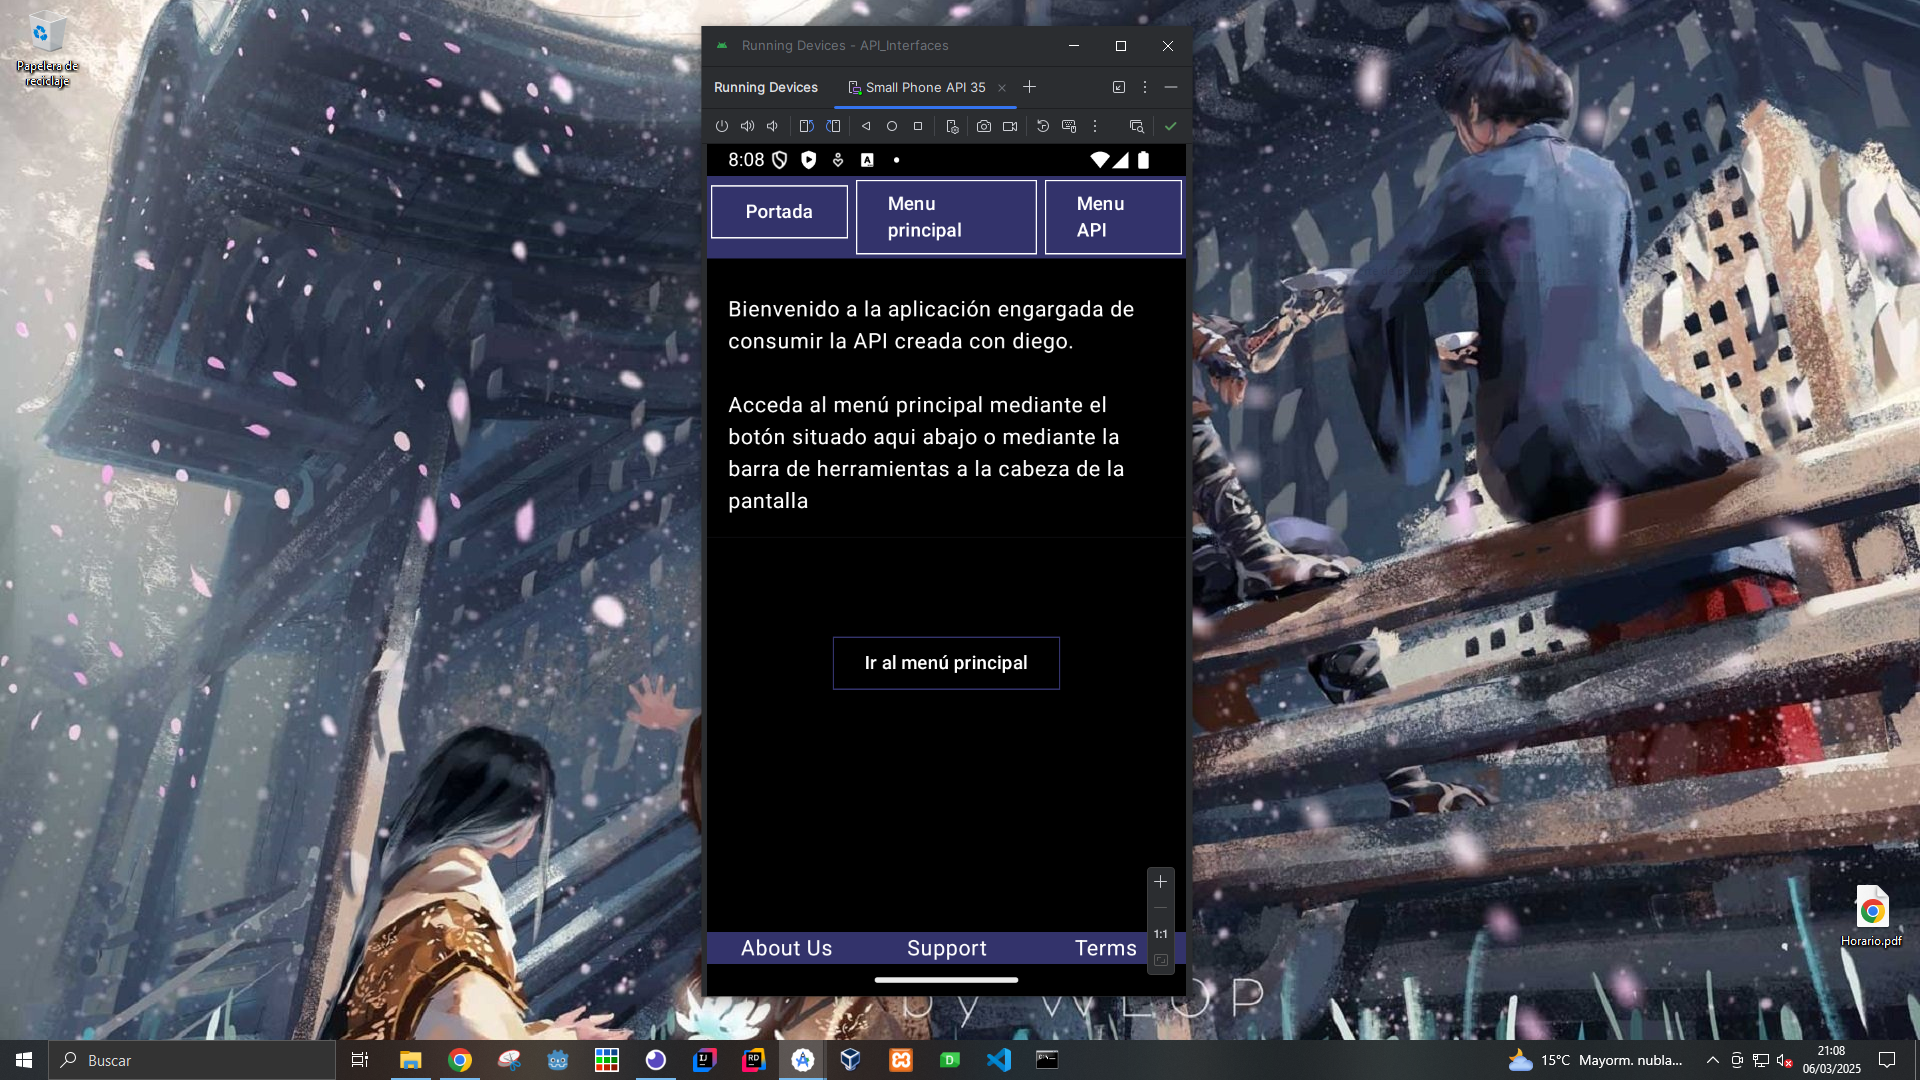 Papelera de
reciclaje
Running Devices - API_Interfaces
Running Devices
Small Phone API 35
8:08
Portada
Menu
principal
Menu
API
Bienvenido a la aplicación engargada de
consumir la API creada con diego.
Acceda al menú principal mediante el
botón situado aqui abajo o mediante la
barra de herramientas a la cabeza de la
pantalla
Ir al menú principal
1:1
About Us
Support
Terms
Horario.pdf
by WLOP
Buscar
15°C Mayorm. nubla...
21:08
06/03/2025